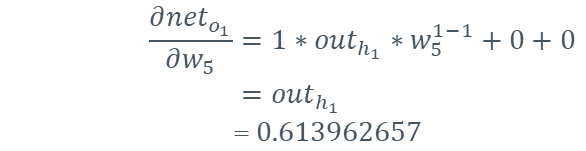 ∂net_{o_1}/∂w_5 = 1 * out_{h_1} * w_5^{1−1} + 0 + 0
= out_{h_1}
= 0.613962657